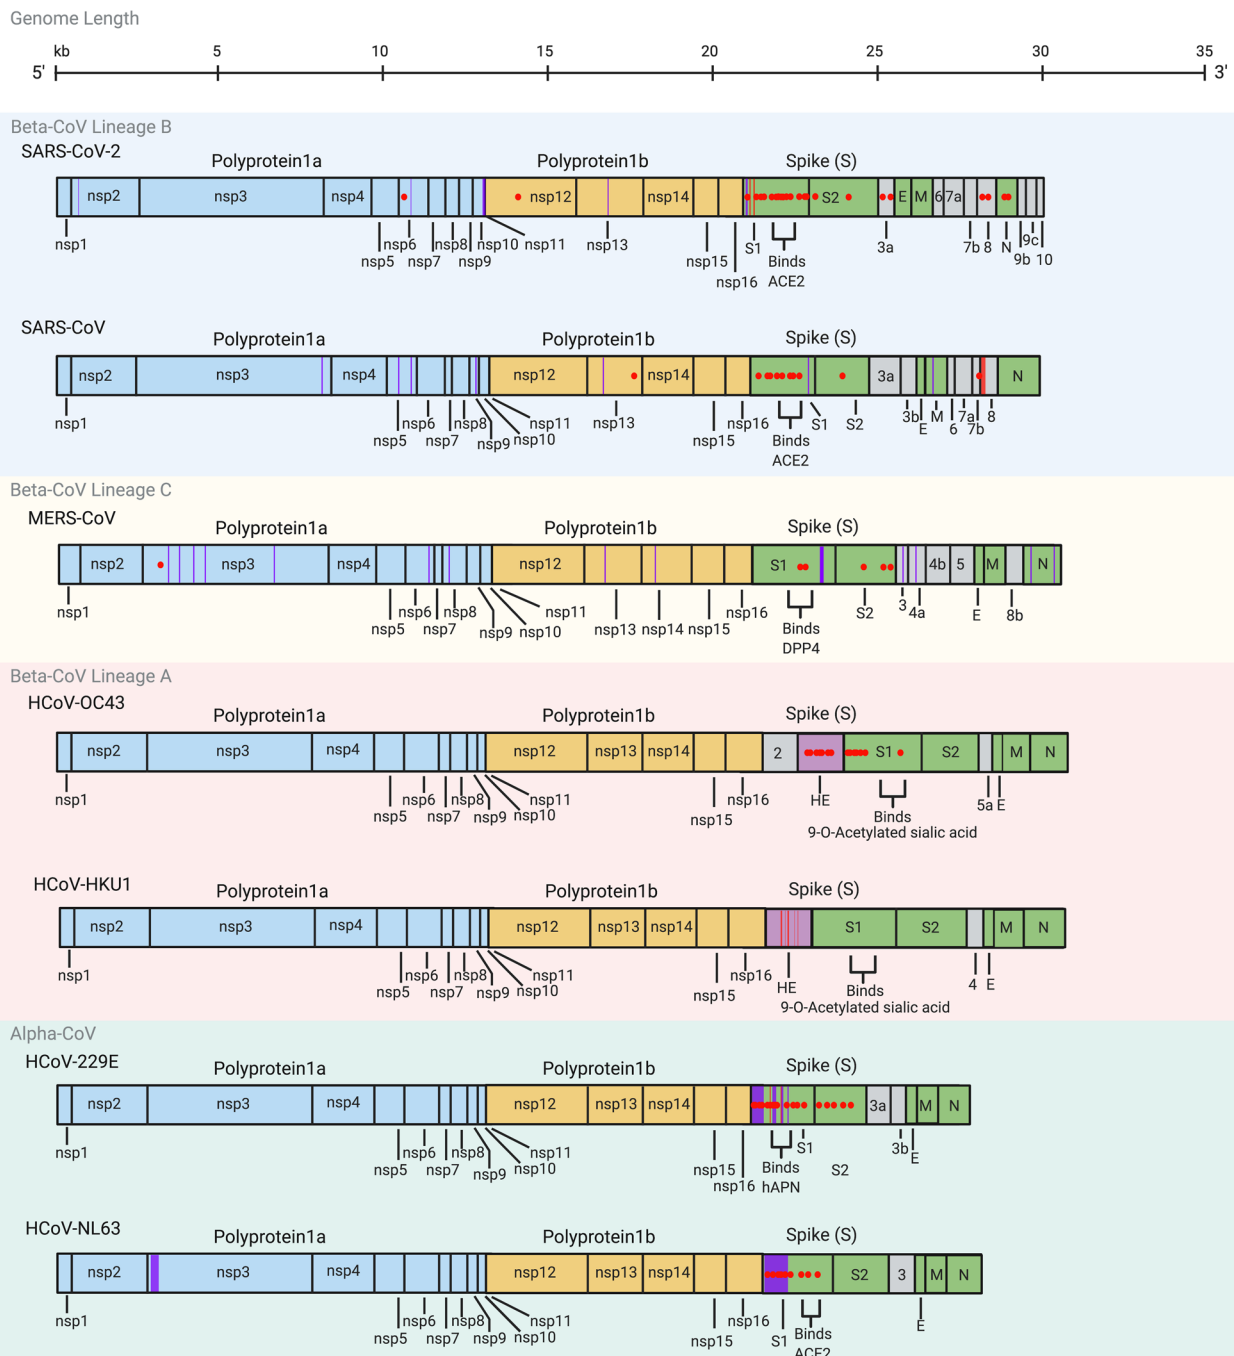 Genome Length
kb 5 10 15 20 25 30 35
5' 3'
Beta-CoV Lineage B
SARS-CoV-2
Polyprotein1a Polyprotein1b Spike (S)
nsp2 nsp3 nsp4 nsp12 nsp14 S2 E M 6 7a
nsp1 nsp6 nsp8 nsp10 nsp11 nsp13 S1 3a 7b 8 N 9c
nsp5 nsp7 nsp9 nsp15 Binds 9b 10
nsp16 ACE2
SARS-CoV
Polyprotein1a Polyprotein1b Spike (S)
nsp2 nsp3 nsp4 nsp12 nsp14 3a N
nsp1 nsp6 nsp8 nsp11 nsp13 nsp16 S1 S2 3b M 7a 8
nsp5 nsp7 nsp9 nsp10 nsp15 Binds E 6 7b
ACE2
Beta-CoV Lineage C
MERS-CoV
Polyprotein1a Polyprotein1b Spike (S)
nsp2 nsp3 nsp4 nsp12 S1 4b 5 M N
nsp1 nsp6 nsp8 nsp11 nsp16 S2 3 4a E 8b
nsp5 nsp7 nsp9 nsp10 nsp13 nsp14 nsp15 Binds
DPP4
Beta-CoV Lineage A
HCoV-OC43
Polyprotein1a Polyprotein1b Spike (S)
nsp2 nsp3 nsp4 nsp12 nsp13 nsp14 2 S1 S2 M N
nsp1 nsp6 nsp8 nsp11 nsp16 HE 5a E
nsp5 nsp7 nsp9 nsp10 nsp15 Binds
9-O-Acetylated sialic acid
HCoV-HKU1
Polyprotein1a Polyprotein1b Spike (S)
nsp2 nsp3 nsp4 nsp12 nsp13 nsp14 S1 S2 M N
nsp1 nsp6 nsp8 nsp11 nsp16 HE 4 E
nsp5 nsp7 nsp9 nsp10 nsp15 Binds
9-O-Acetylated sialic acid
Alpha-CoV
HCoV-229E
Polyprotein1a Polyprotein1b Spike (S)
nsp2 nsp3 nsp4 nsp12 nsp13 nsp14 3a M N
nsp1 nsp6 nsp8 nsp11 S1 3b E
nsp5 nsp7 nsp9 nsp10 nsp15 Binds S2
nsp16 hAPN
HCoV-NL63
Polyprotein1a Polyprotein1b Spike (S)
nsp2 nsp3 nsp4 nsp12 nsp13 nsp14 S2 3 M N
nsp1 nsp6 nsp8 nsp11 nsp16 E
nsp5 nsp7 nsp9 nsp10 nsp15 S1 Binds
ACE2